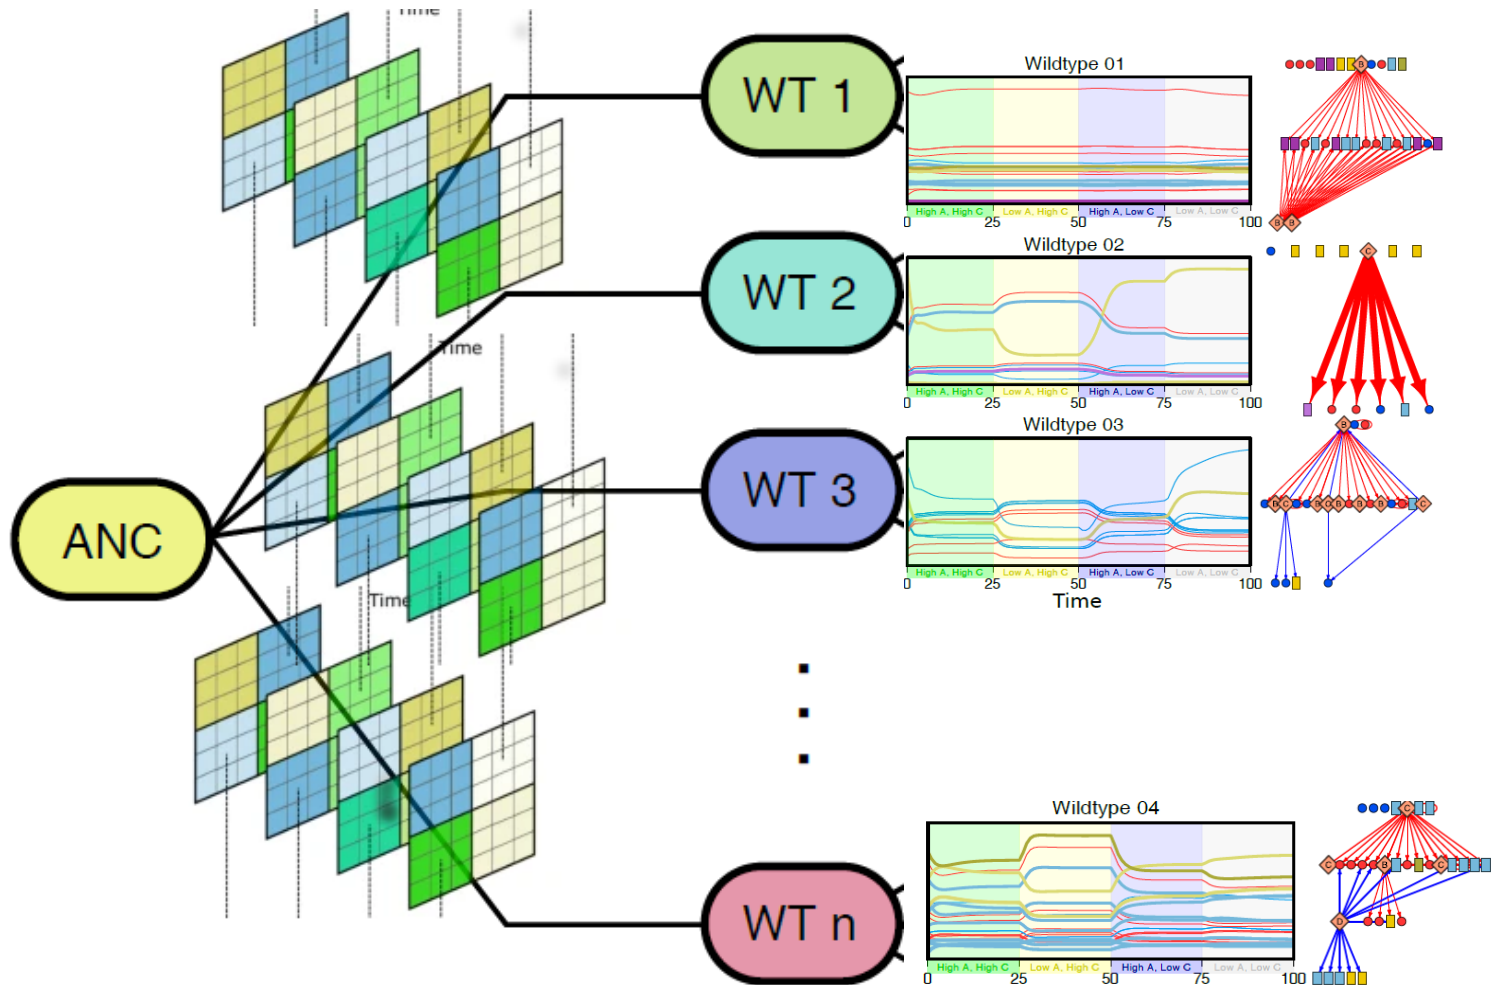 Time
WT 1
Wildtype 01
High A, High C
Low A, High C
High A, Low C
Low A, Low C
0
25
50
75
100
B
B
B
WT 2
Wildtype 02
High A, High C
Low A, High C
High A, Low C
Low A, Low C
0
25
50
75
100
C
Time
ANC
WT 3
Wildtype 03
High A, High C
Low A, High C
High A, Low C
Low A, Low C
0
25
50
75
100
Time
B
B
C
B
C
B
B
B
C
Time
WT n
Wildtype 04
High A, High C
Low A, High C
High A, Low C
Low A, Low C
0
25
50
75
100
C
C
B
C
D